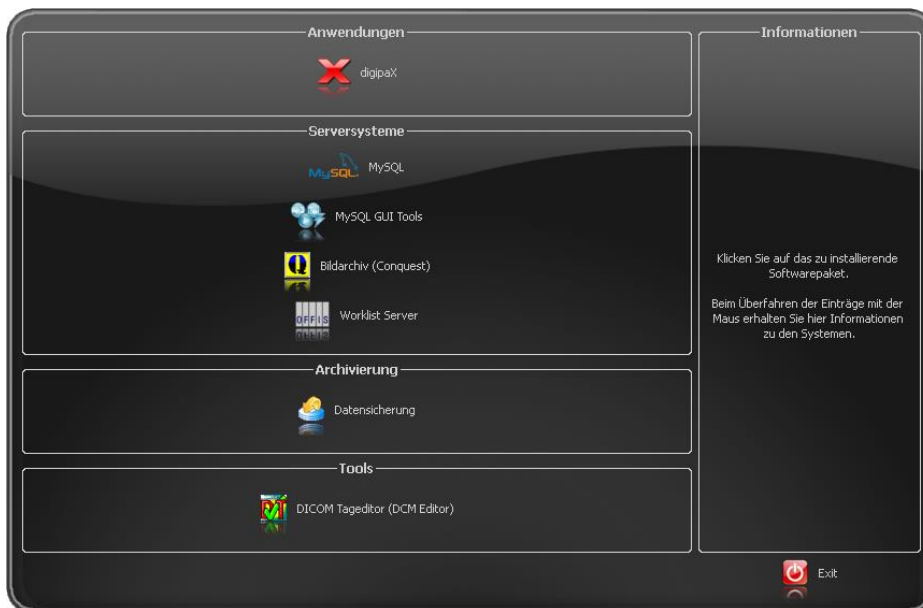 Anwendungen
digipaX
Serversysteme
MySQL MySQL
MySQL GUI Tools
Q Bildarchiv (Conquest)
OFFIS Worklist Server
Archivierung
Datensicherung
Tools
DICOM Tageditor (DCM Editor)
Informationen
Klicken Sie auf das zu installierende
Softwarepaket.
Beim Überfahren der Einträge mit der
Maus erhalten Sie hier Informationen
zu den Systemen.
Exit